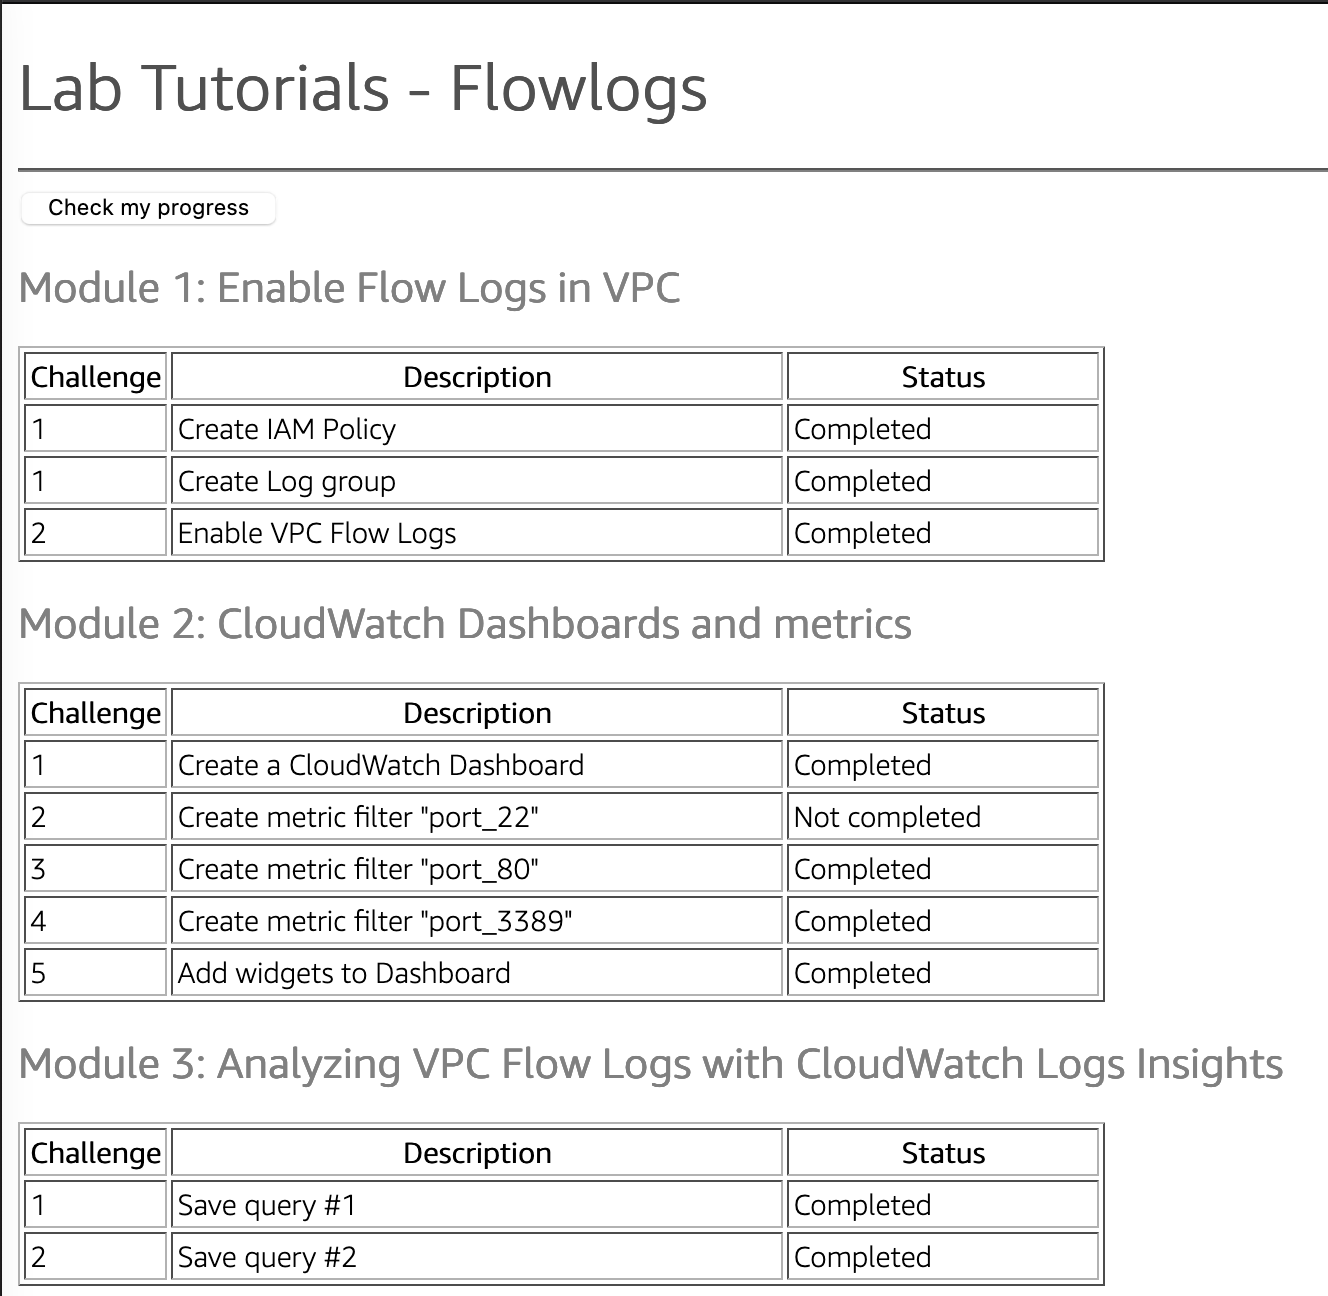 Lab Tutorials - Flowlogs
Check my progress
Module 1: Enable Flow Logs in VPC
Challenge Description Status
1 Create IAM Policy Completed
1 Create Log group Completed
2 Enable VPC Flow Logs Completed
Module 2: CloudWatch Dashboards and metrics
Challenge Description Status
1 Create a CloudWatch Dashboard Completed
2 Create metric filter "port_22" Not completed
3 Create metric filter "port_80" Completed
4 Create metric filter "port_3389" Completed
5 Add widgets to Dashboard Completed
Module 3: Analyzing VPC Flow Logs with CloudWatch Logs Insights
Challenge Description Status
1 Save query #1 Completed
2 Save query #2 Completed